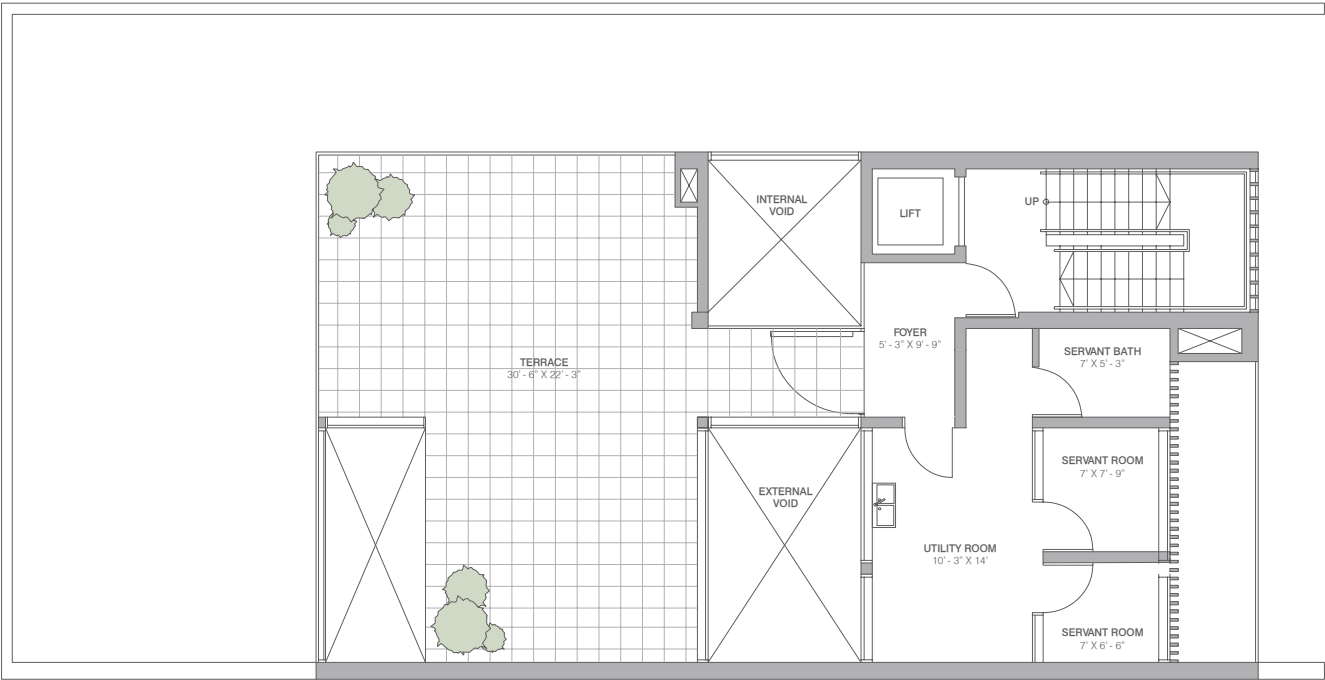 INTERNAL
VOID
LIFT
UP
FOYER
5' - 3" X 9' - 9"
SERVANT BATH
7' X 5' - 3"
TERRACE
30' - 6" X 22' - 3"
SERVANT ROOM
7' X 7' - 9"
EXTERNAL
VOID
UTILITY ROOM
10' - 3" X 14'
SERVANT ROOM
7' X 6' - 6"